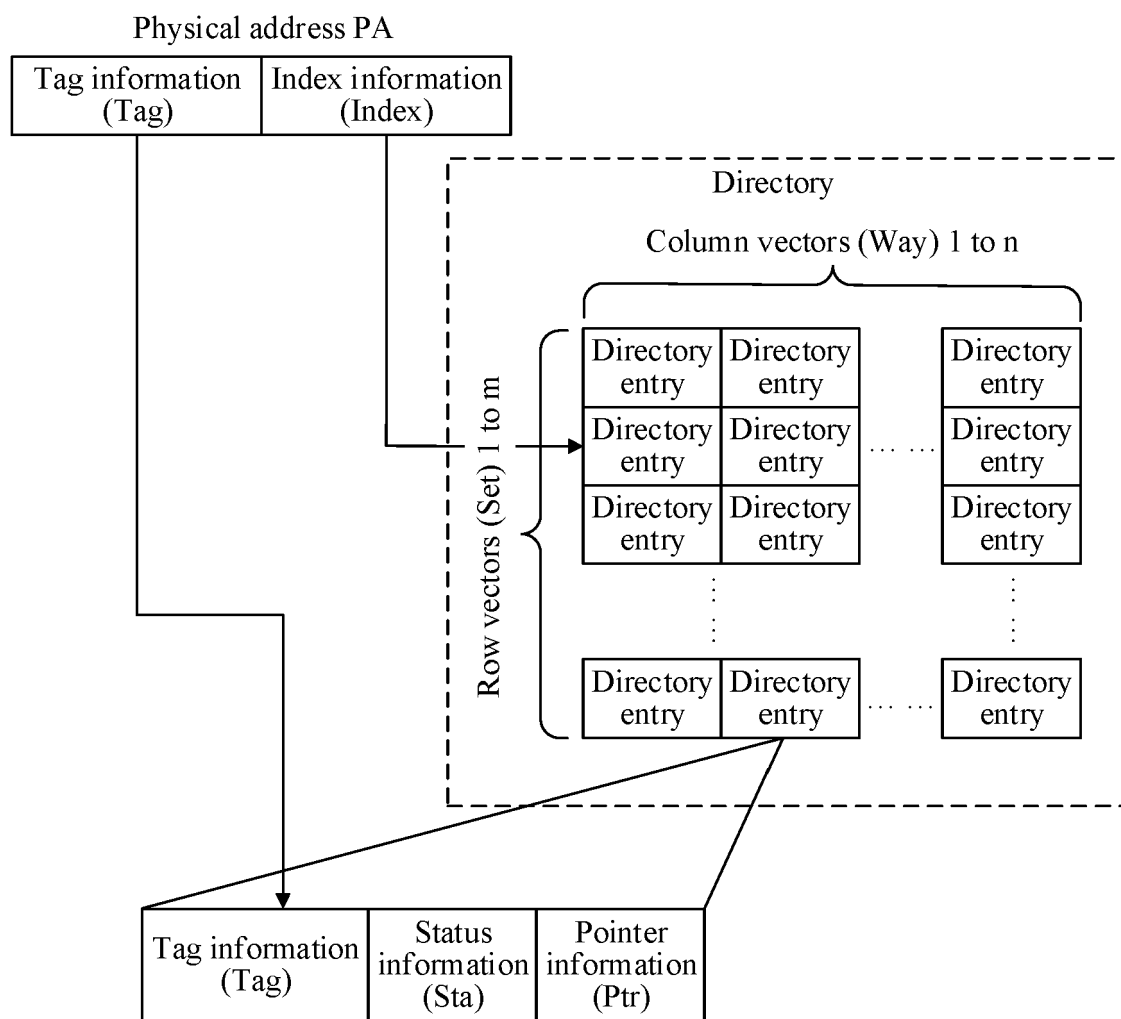 Physical address PA
Tag information
(Tag)
Index information
(Index)
Directory
Column vectors (Way) 1 to n
Row vectors (Set) 1 to m
Directory
entry
Directory
entry
Directory
entry
Directory
entry
Directory
entry
... ...
Directory
entry
Directory
entry
Directory
entry
Directory
entry
Directory
entry
Directory
entry
... ...
Directory
entry
Tag information
(Tag)
Status
information
(Sta)
Pointer
information
(Ptr)